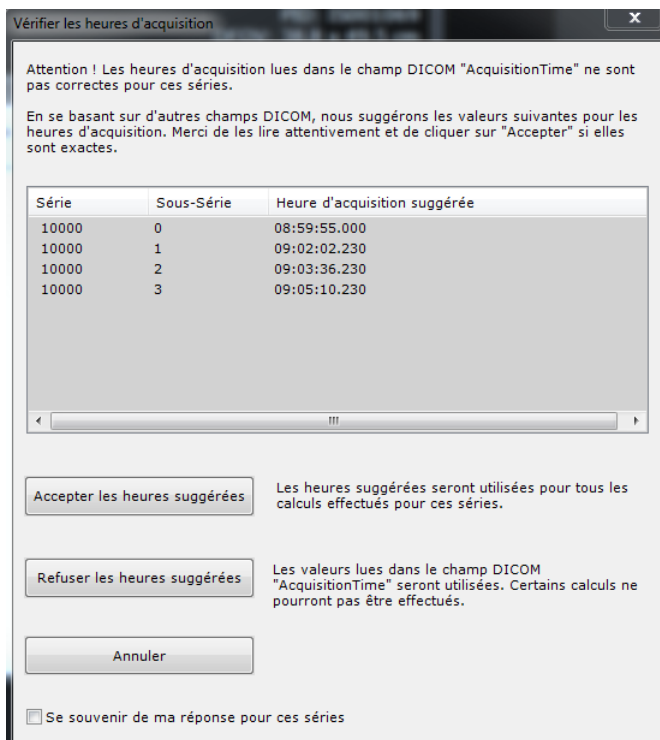 Vérifier les heures d'acquisition
Attention ! Les heures d'acquisition lues dans le champ DICOM "AcquisitionTime" ne sont
pas correctes pour ces séries.
En se basant sur d'autres champs DICOM, nous suggérons les valeurs suivantes pour les
heures d'acquisition. Merci de les lire attentivement et de cliquer sur "Accepter" si elles
sont exactes.
Série Sous-Série Heure d'acquisition suggérée
10000 0 08:59:55.000
10000 1 09:02:02.230
10000 2 09:03:36.230
10000 3 09:05:10.230
Accepter les heures suggérées
Les heures suggérées seront utilisées pour tous les
calculs effectués pour ces séries.
Refuser les heures suggérées
Les valeurs lues dans le champ DICOM
"AcquisitionTime" seront utilisées. Certains calculs ne
pourront pas être effectués.
Annuler
Se souvenir de ma réponse pour ces séries